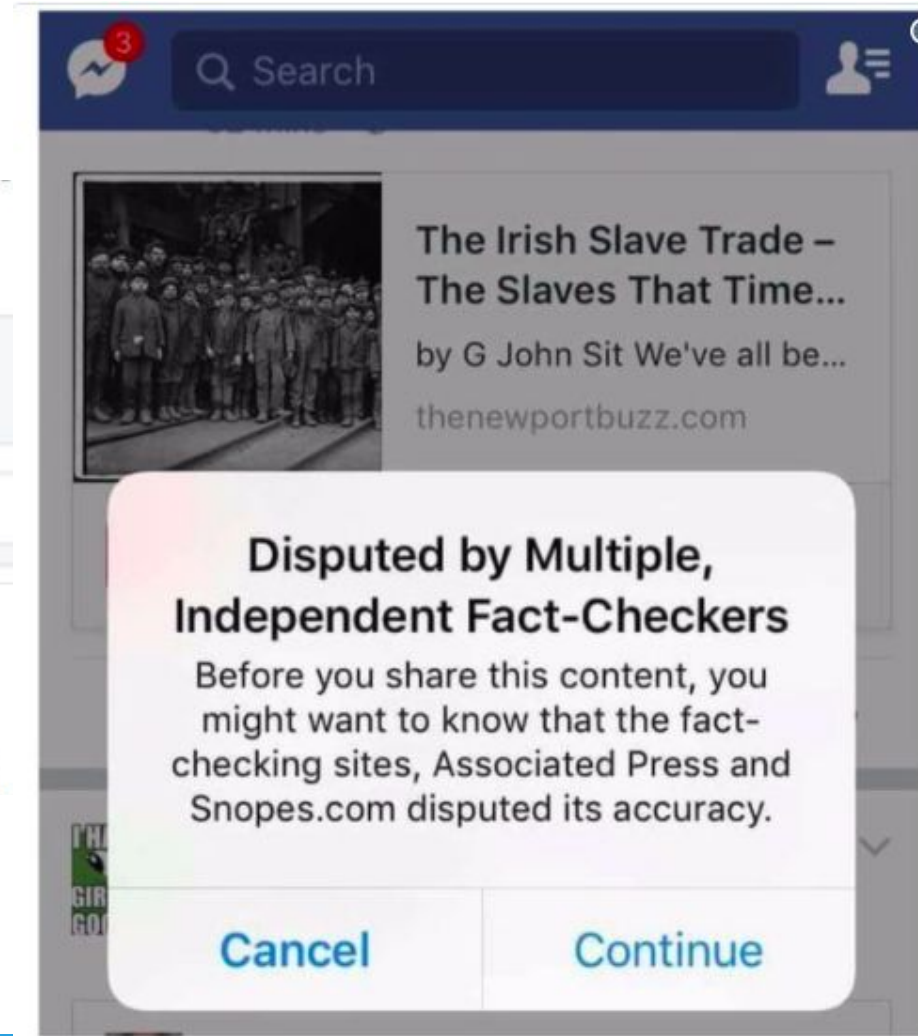 3
Search
The Irish Slave Trade –
The Slaves That Time...
by G John Sit We've all be...
thenewportbuzz.com
Disputed by Multiple,
Independent Fact-Checkers
Before you share this content, you
might want to know that the fact-
checking sites, Associated Press and
Snopes.com disputed its accuracy.
Cancel
Continue